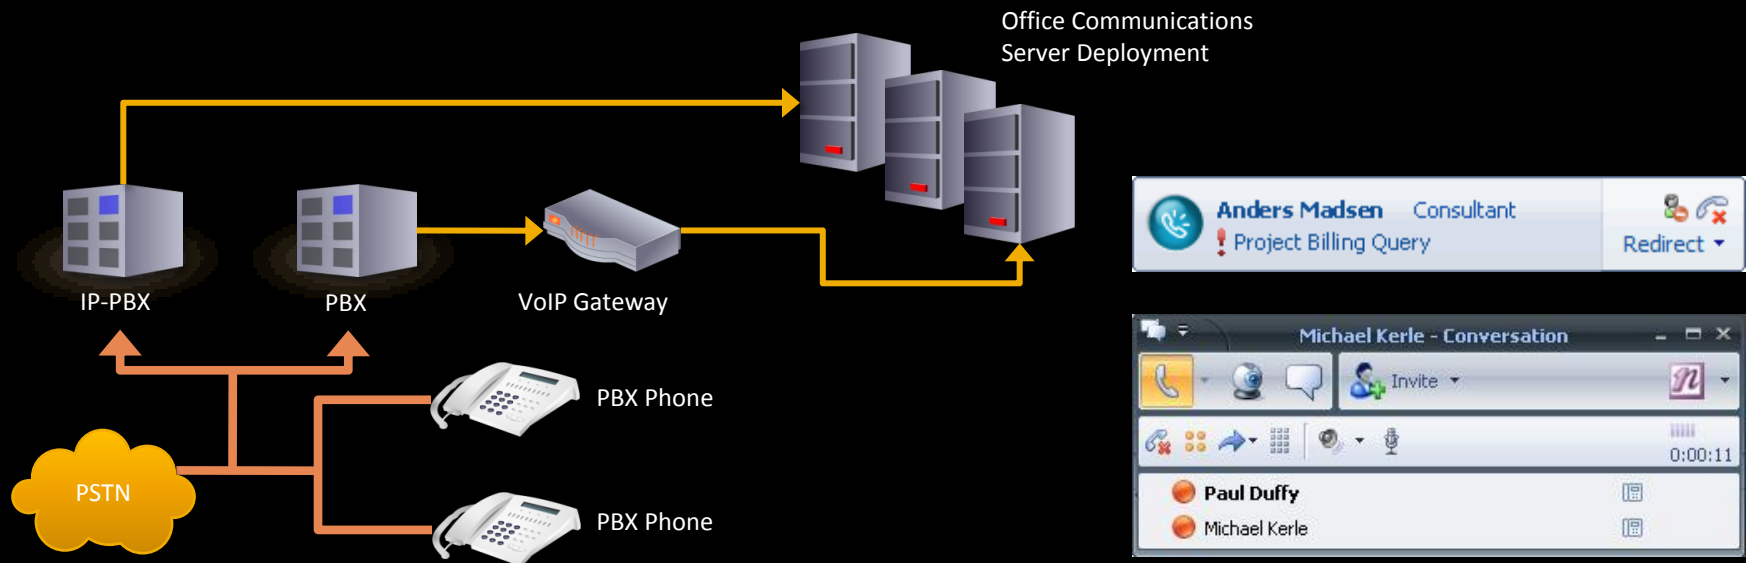 Office Communications
Server Deployment
IP-PBX
PBX
VoIP Gateway
PBX Phone
PSTN
PBX Phone
Anders Madsen Consultant
Project Billing Query
Redirect
Michael Kerle - Conversation
Invite
0:00:11
Paul Duffy
Michael Kerle